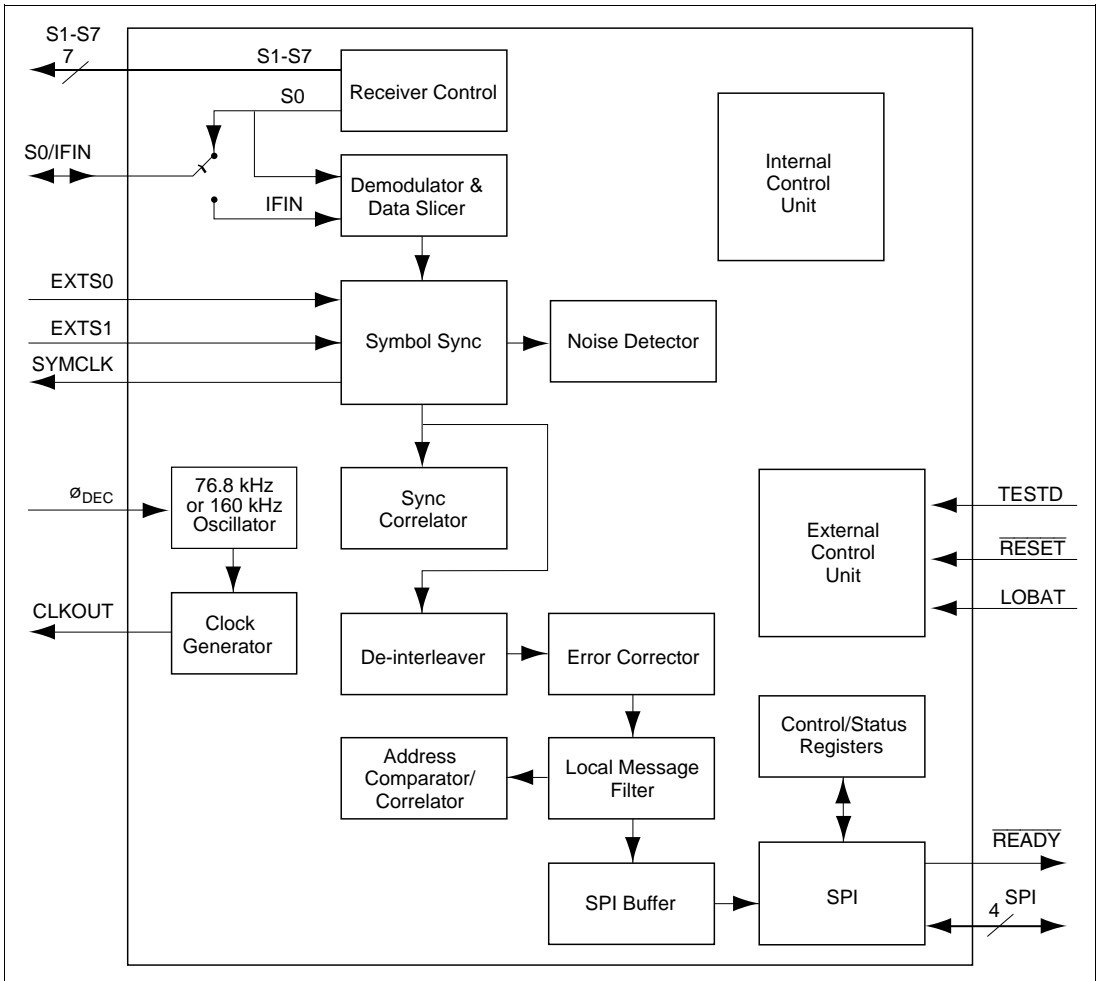 S1-S7
7
S1-S7
Receiver Control
S0
S0/IFIN
Demodulator &
Data Slicer
IFIN
Internal
Control
Unit
EXTS0
EXTS1
SYMCLK
Symbol Sync
Noise Detector
øDEC
76.8 kHz
or 160 kHz
Oscillator
Sync
Correlator
External
Control
Unit
TESTD
RESET
LOBAT
CLKOUT
Clock
Generator
De-interleaver
Error Corrector
Control/Status
Registers
Address
Comparator/
Correlator
Local Message
Filter
SPI Buffer
SPI
READY
4
SPI